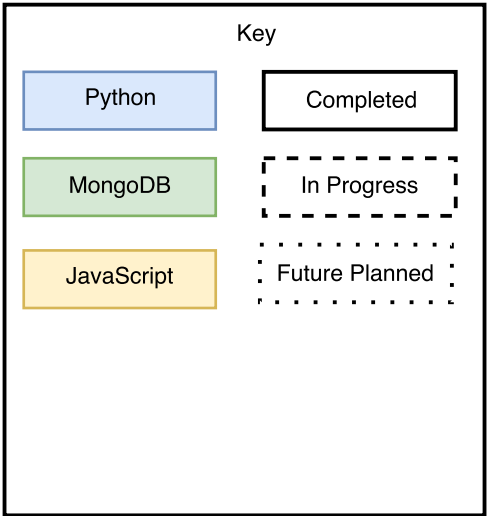 Key
Python
Completed
MongoDB
In Progress
JavaScript
Future Planned